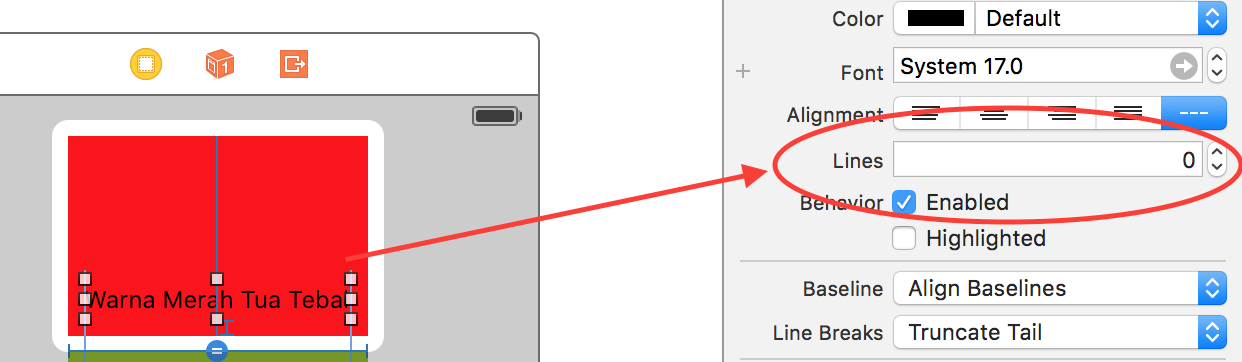 Color Default
Font System 17.0
Alignment
Lines 0
Behavior Enabled
Highlighted
Baseline Align Baselines
Line Breaks Truncate Tail
Warna Merah Tua Tebal